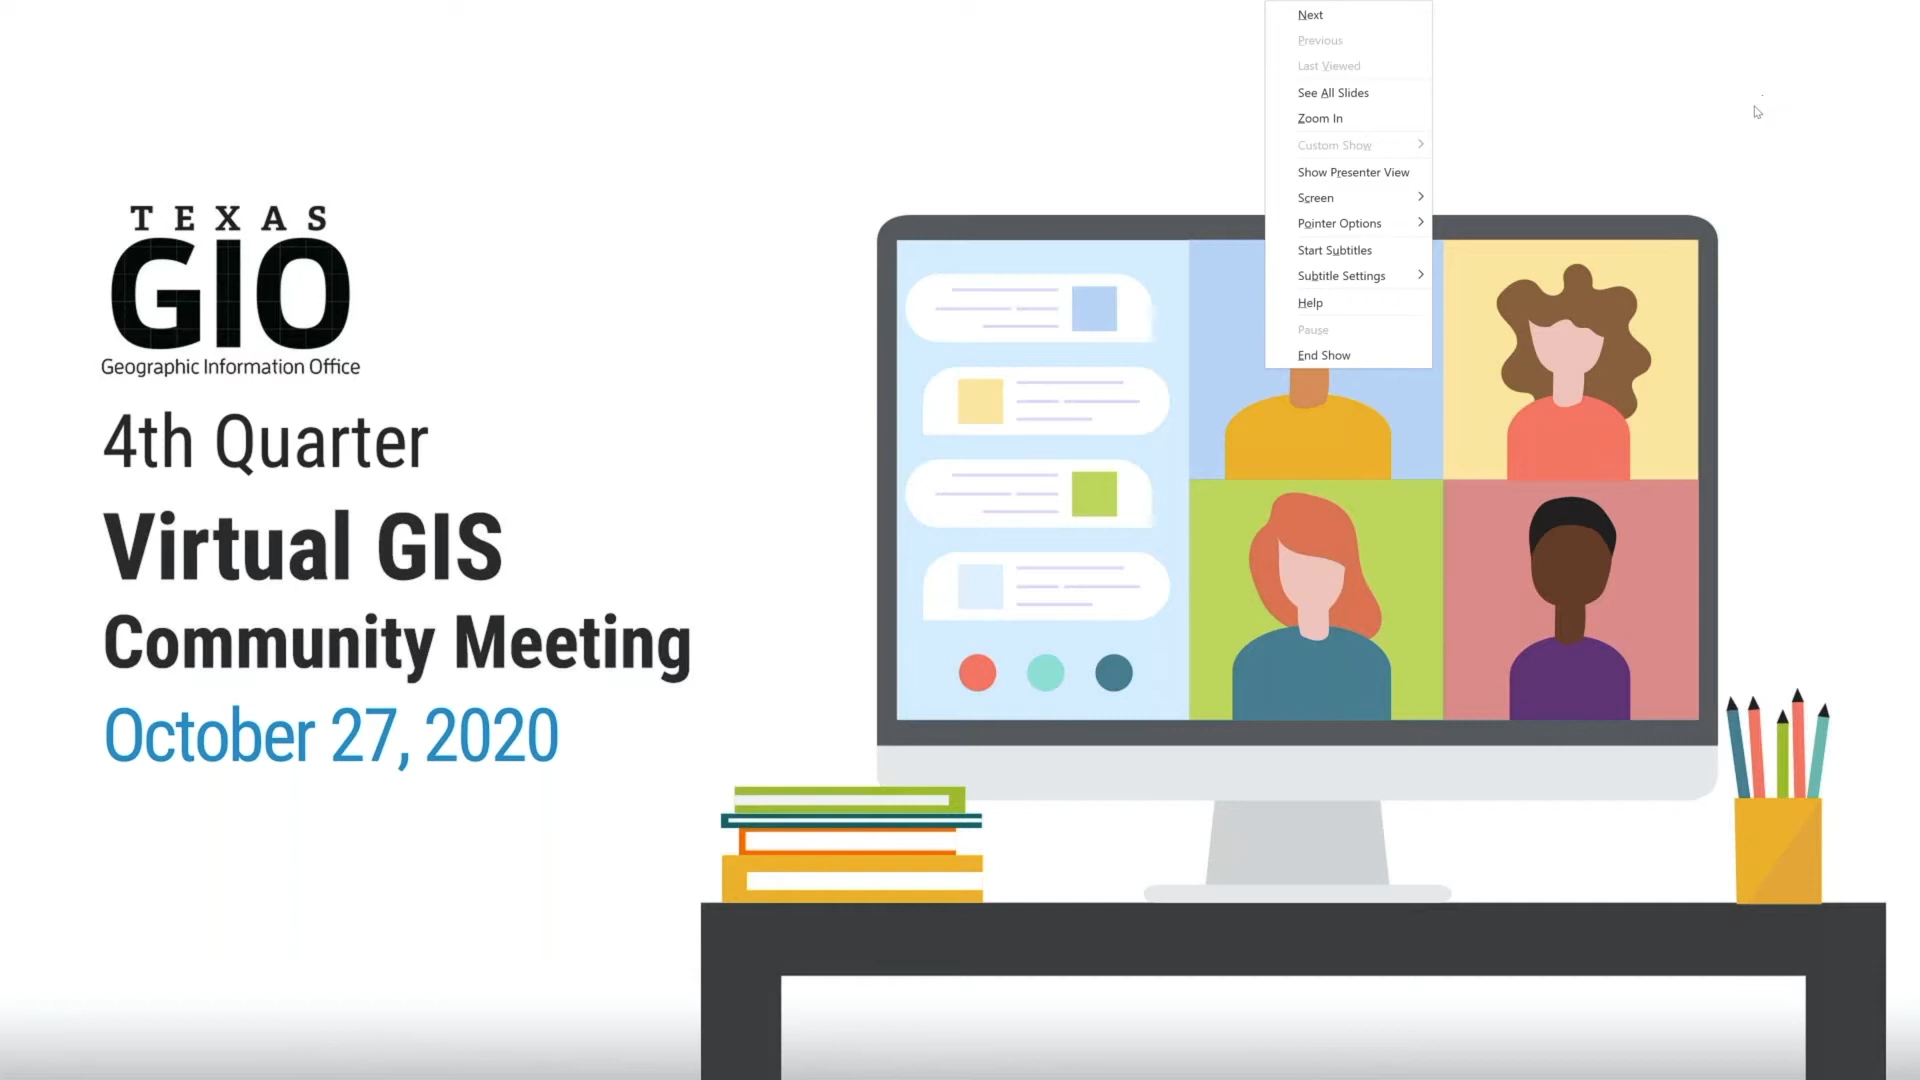 Next
Previous
Last Viewed
See All Slides
Zoom In
Custom Show
Show Presenter View
Screen
Pointer Options
Start Subtitles
Subtitle Settings
Help
Pause
End Show
TEXAS
GIO
Geographic Information Office
4th Quarter
Virtual GIS
Community Meeting
October 27, 2020